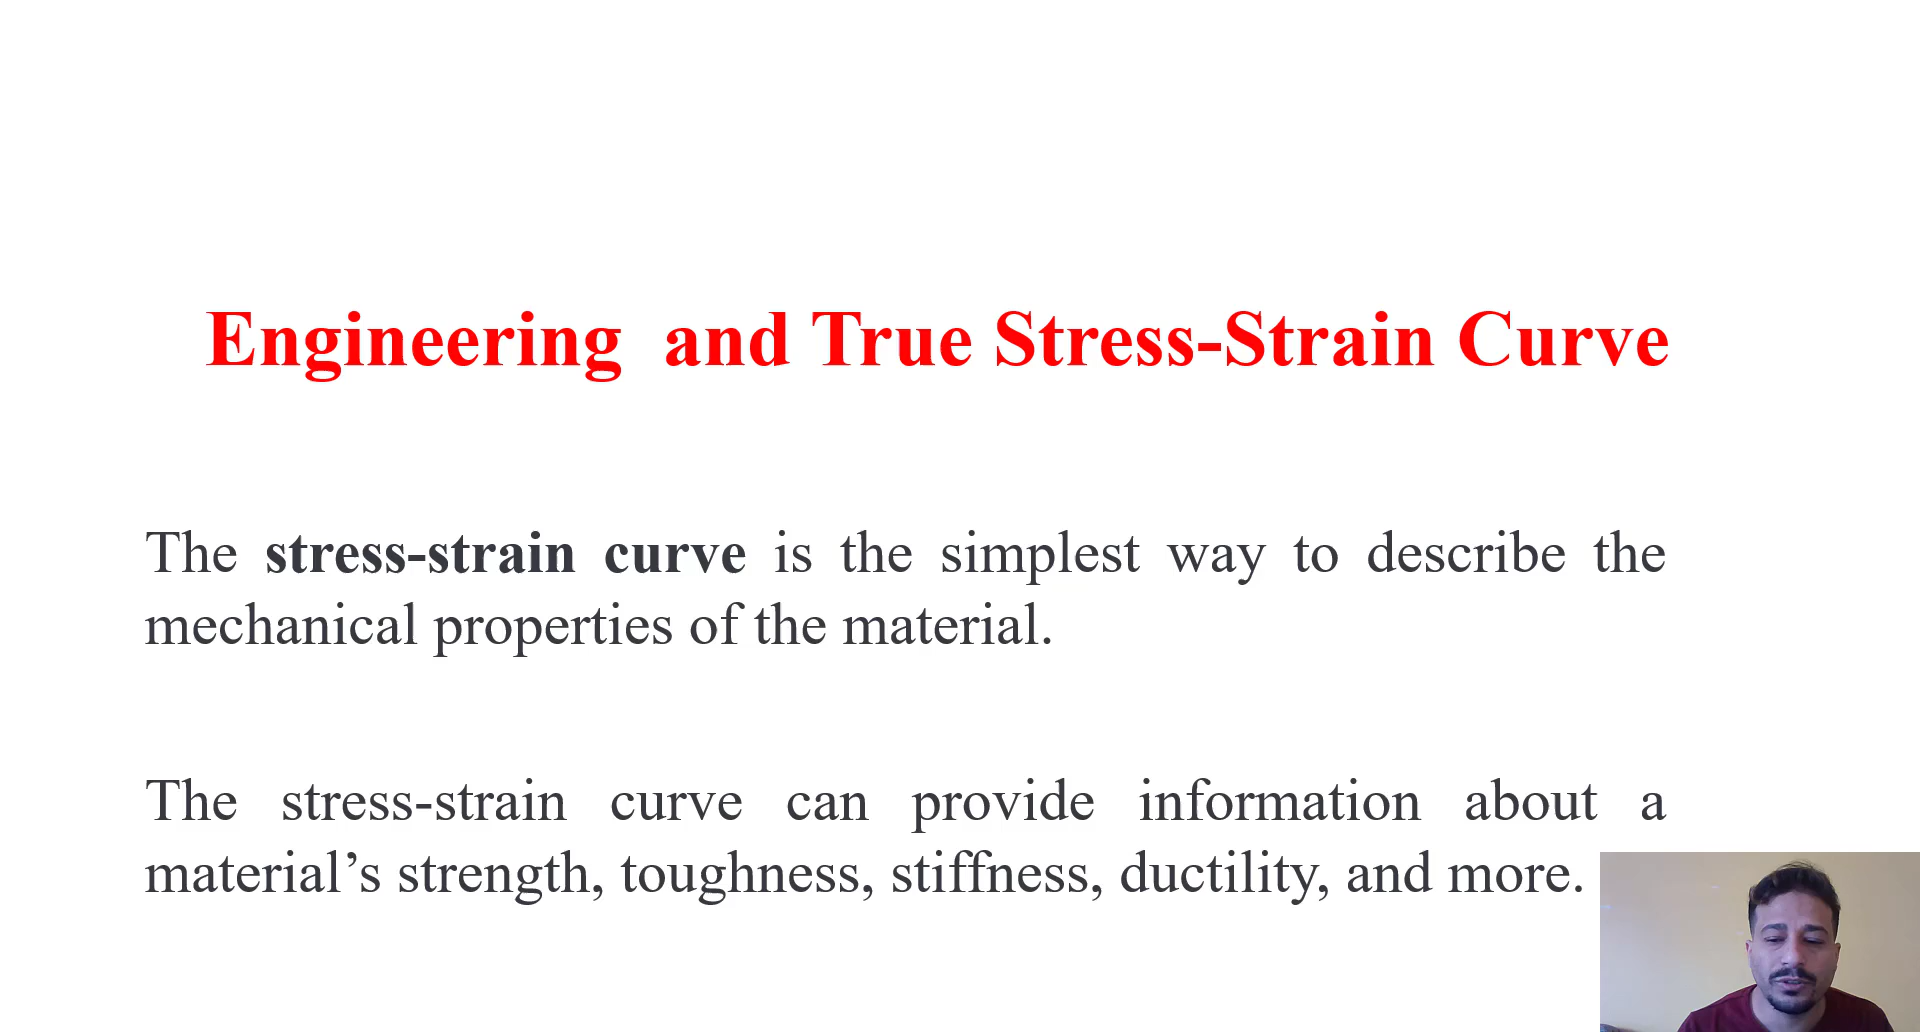 Engineering and True Stress-Strain Curve
The stress-strain curve is the simplest way to describe the
mechanical properties of the material.
The stress-strain curve can provide information about a
material’s strength, toughness, stiffness, ductility, and more.